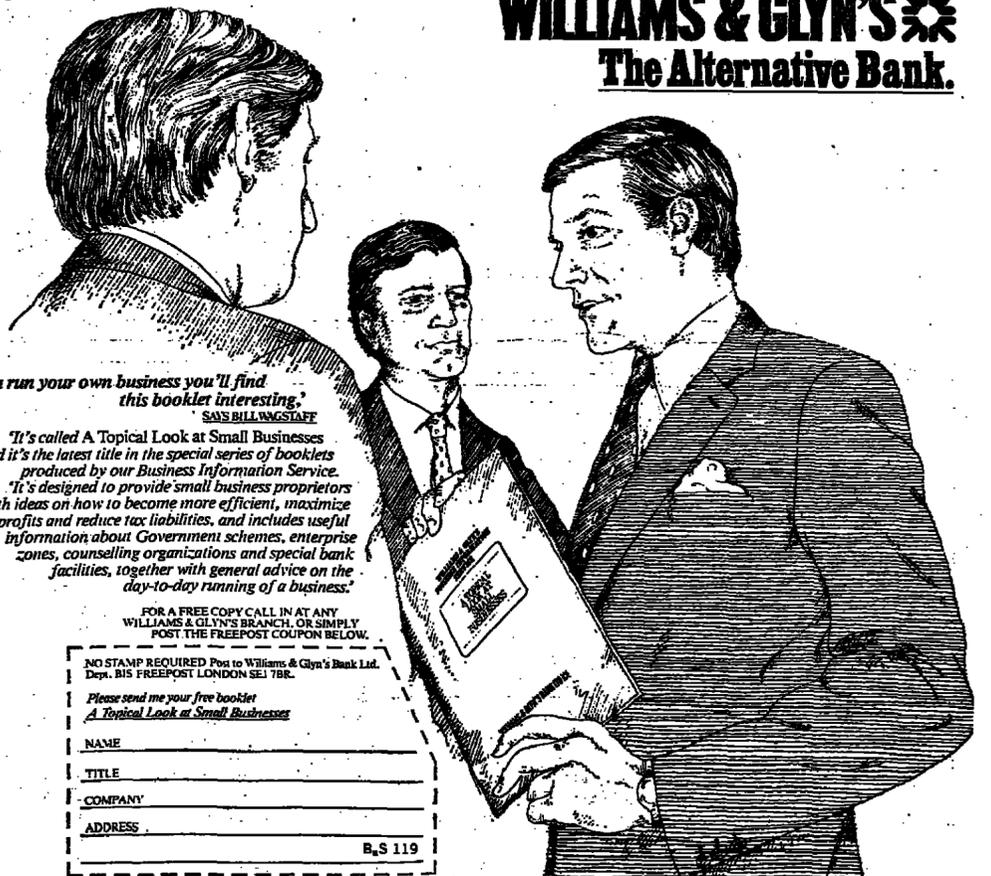 WILLIAMS & GLYN'S
The Alternative Bank.
run your own business you'll find
this booklet interesting,'
SAYS BILL WAGSTAFF
'It's called A Topical Look at Small Businesses
it's the latest title in the special series of booklets
produced by our Business Information Service.
'It's designed to provide small business proprietors
ideas on how to become more efficient, maximize
profits and reduce tax liabilities, and includes useful
information about Government schemes, enterprise
zones, counselling organizations and special bank
facilities, together with general advice on the
day-to-day running of a business.'
FOR A FREE COPY CALL IN AT ANY
WILLIAMS & GLYN'S BRANCH. OR SIMPLY
POST THE FREEPOST COUPON BELOW.
NO STAMP REQUIRED Post to Williams & Glyn's Bank Ltd.
Dept. BIS FREEPOST LONDON SE1 7BR.
Please send me your free booklet
A Topical Look at Small Businesses
NAME
TITLE
COMPANY
ADDRESS
B.S 119